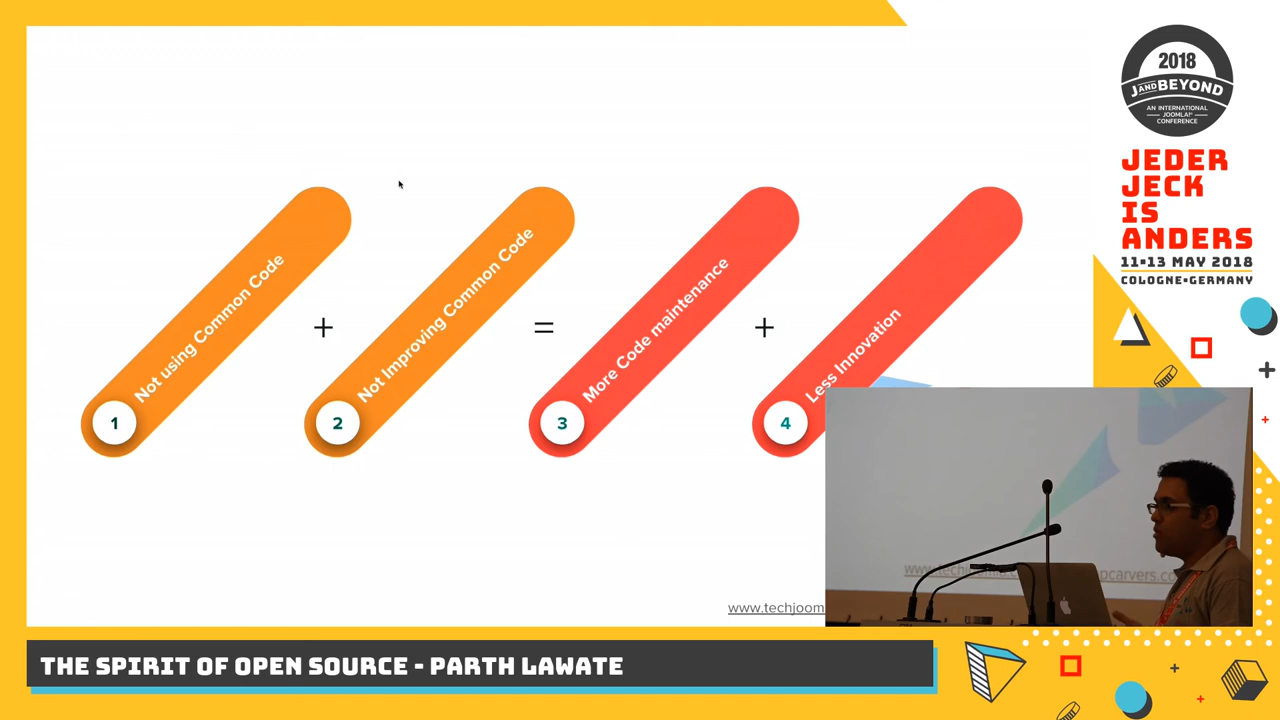 2018
J AND BEYOND
AN INTERNATIONAL
JOOMLA!®
CONFERENCE
JEDER
JECK
IS
ANDERS
11-13 MAY 2018
COLOGNE•GERMANY
Not using Common Code
+
Not Improving Common Code
=
More Code maintenance
+
Less Innovation
1
2
3
4
www.techjoom
THE SPIRIT OF OPEN SOURCE - PARTH LAWATE